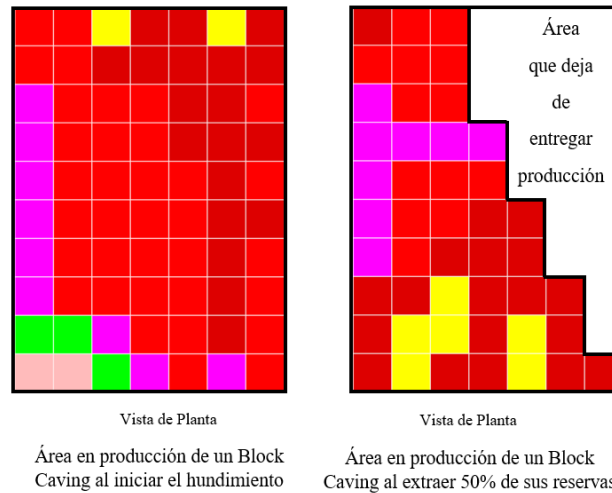 Área
que deja
de
entregar
producción
Vista de Planta
Área en producción de un Block
Caving al iniciar el hundimiento
Vista de Planta
Área en producción de un Block
Caving al extraer 50% de sus reservas